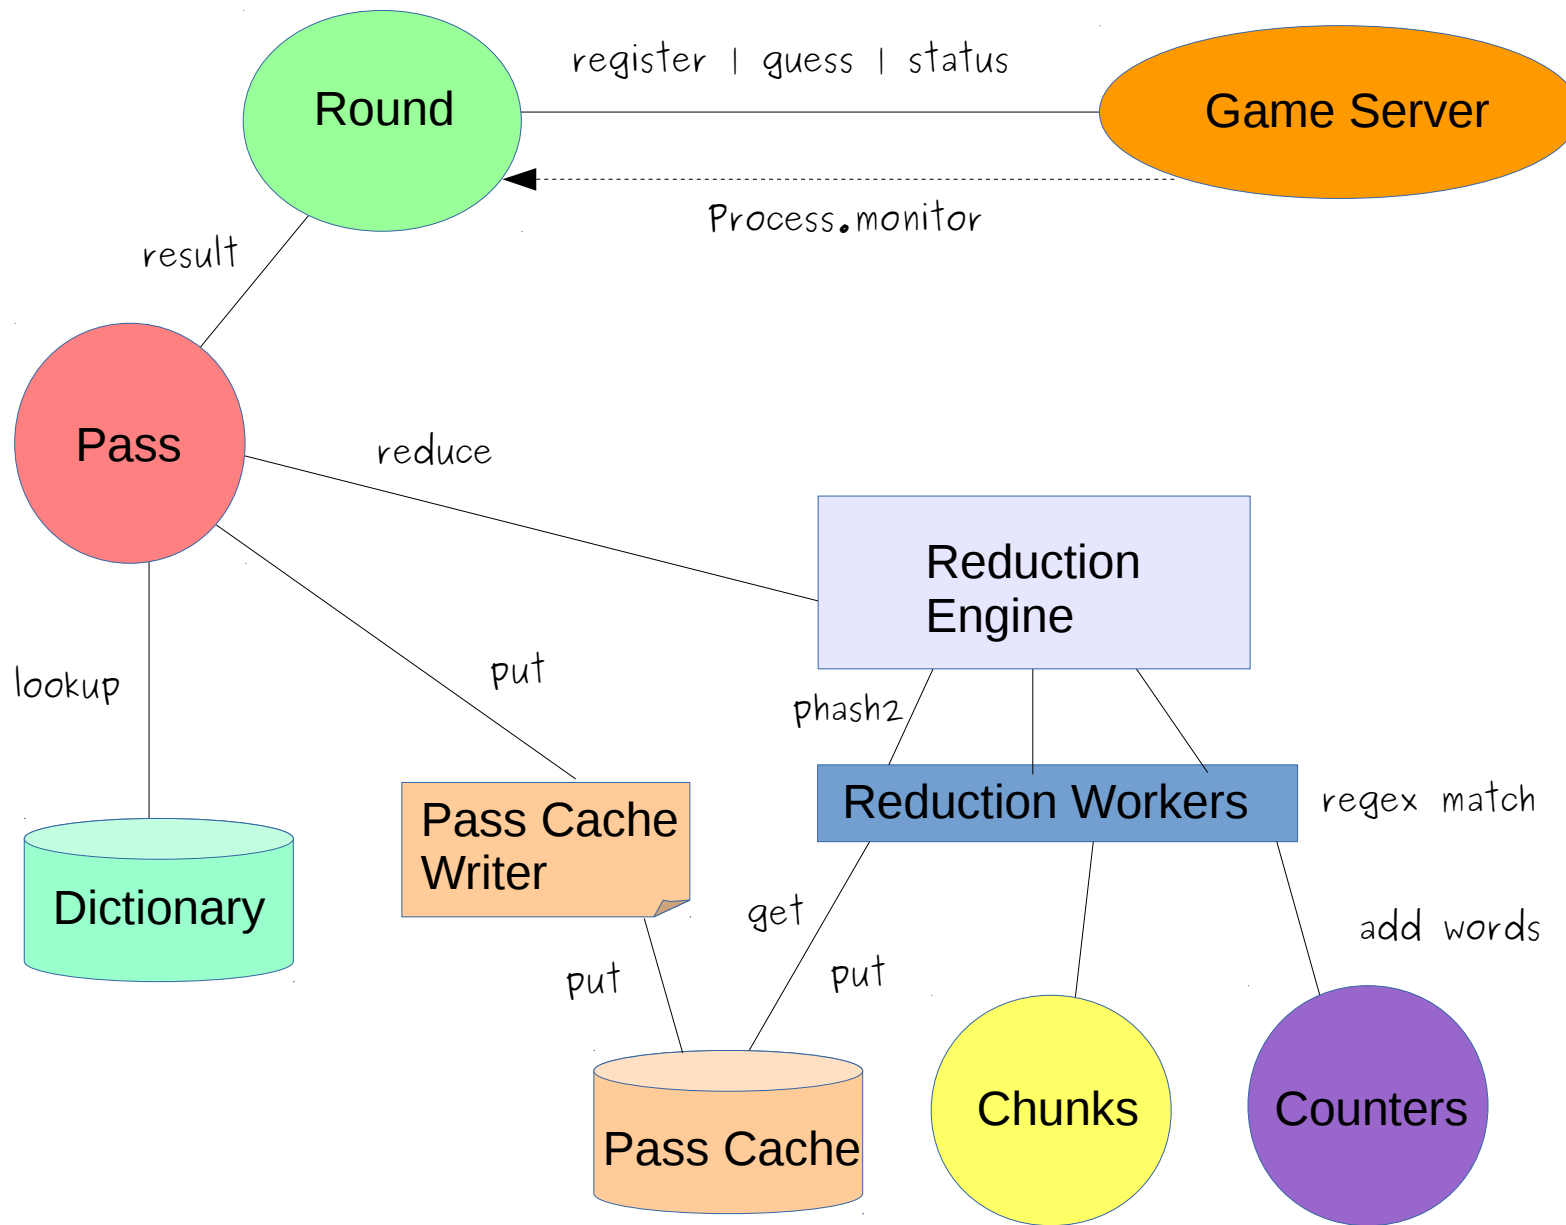 register | guess | status
Round
Game Server
Process.monitor
result
Pass
reduce
Reduction
Engine
lookup
put
phash2
Pass Cache
Writer
Reduction Workers
regex match
Dictionary
get
add words
put
put
Chunks
Counters
Pass Cache